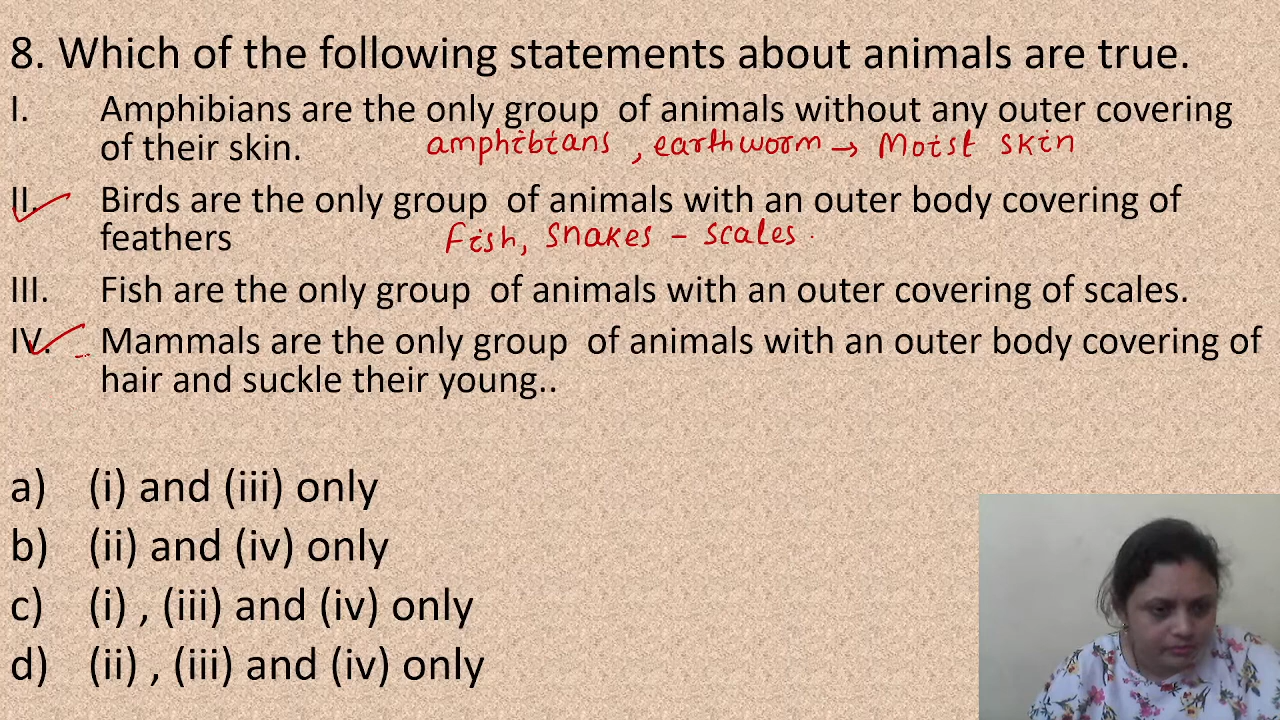 8. Which of the following statements about animals are true.
I. Amphibians are the only group of animals without any outer covering
of their skin. amphibians , earthworm → Moist skin
II. Birds are the only group of animals with an outer body covering of
feathers Fish, snakes - scales.
III. Fish are the only group of animals with an outer covering of scales.
IV. Mammals are the only group of animals with an outer body covering of
hair and suckle their young..
a) (i) and (iii) only
b) (ii) and (iv) only
c) (i) , (iii) and (iv) only
d) (ii) , (iii) and (iv) only